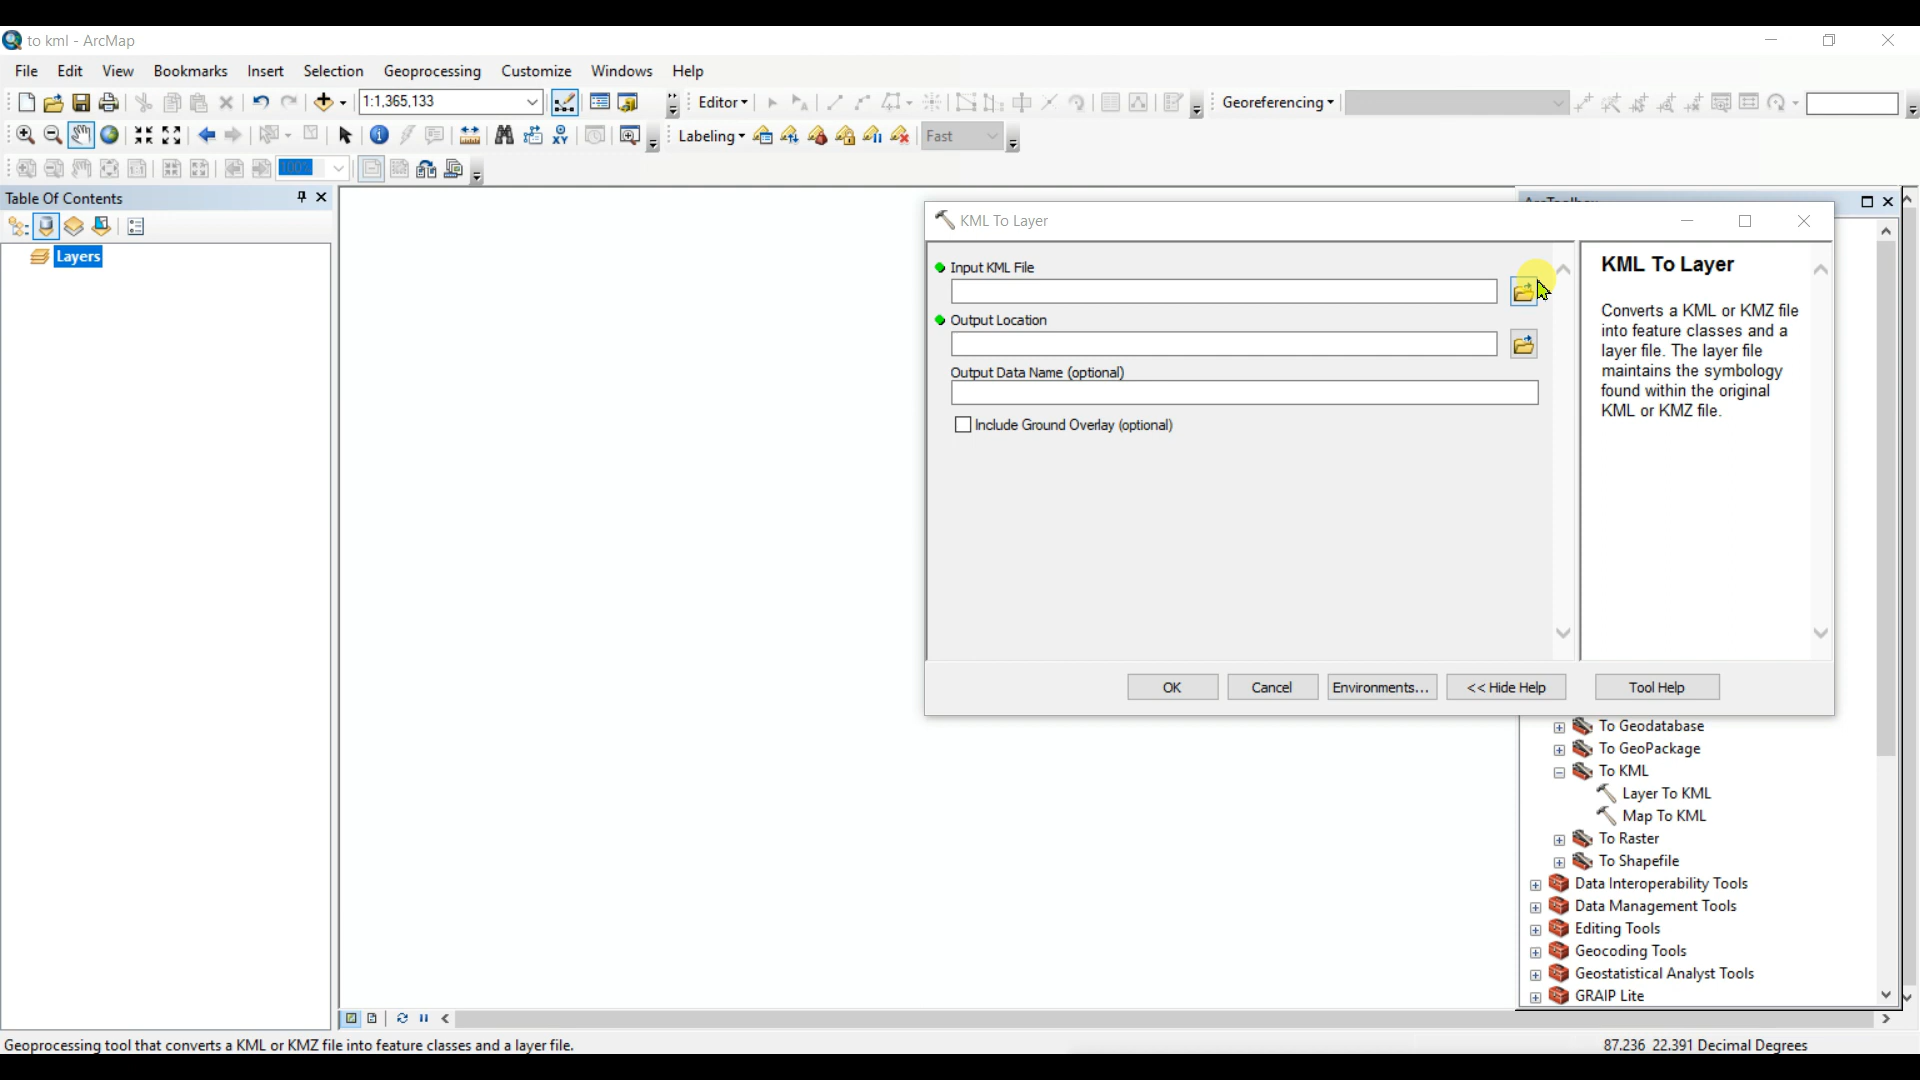 to kml - ArcMap
File Edit View Bookmarks Insert Selection Geoprocessing Customize Windows Help
1:1,365,133 Editor Georeferencing
Labeling Fast
100%
Table Of Contents
Layers
KML To Layer
Input KML File
Output Location
Output Data Name (optional)
Include Ground Overlay (optional)
KML To Layer
Converts a KML or KMZ file
into feature classes and a
layer file. The layer file
maintains the symbology
found within the original
KML or KMZ file.
OK Cancel Environments... << Hide Help Tool Help
To Geodatabase
To GeoPackage
To KML
Layer To KML
Map To KML
To Raster
To Shapefile
Data Interoperability Tools
Data Management Tools
Editing Tools
Geocoding Tools
Geostatistical Analyst Tools
GRAIP Lite
Geoprocessing tool that converts a KML or KMZ file into feature classes and a layer file.
87.236 22.391 Decimal Degrees